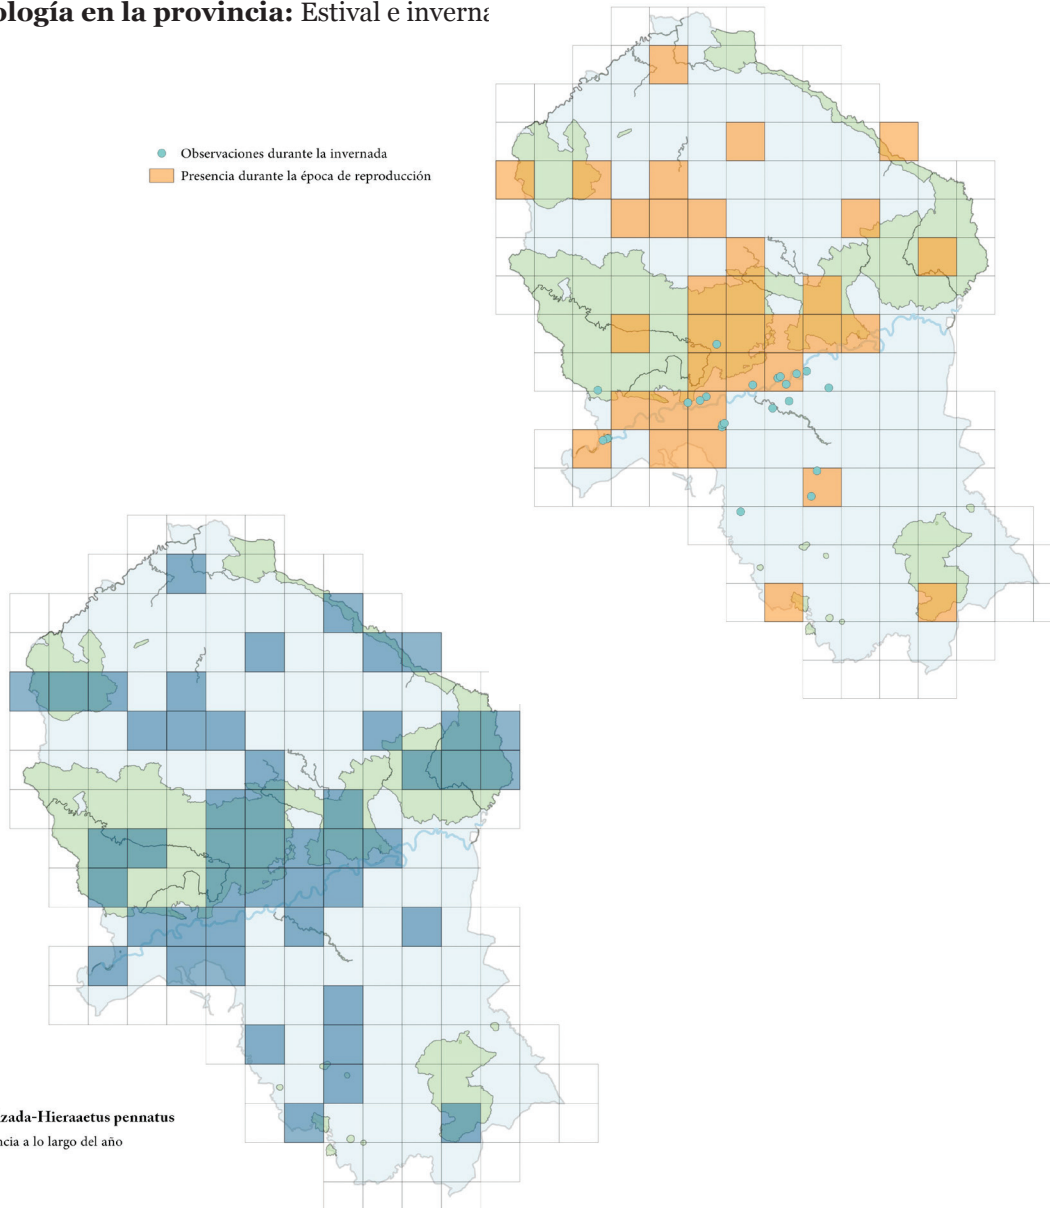 ología en la provincia: Estival e inverna
Observaciones durante la invernada
Presencia durante la época de reproducción
zada-Hieraaetus pennatus
ncia a lo largo del año